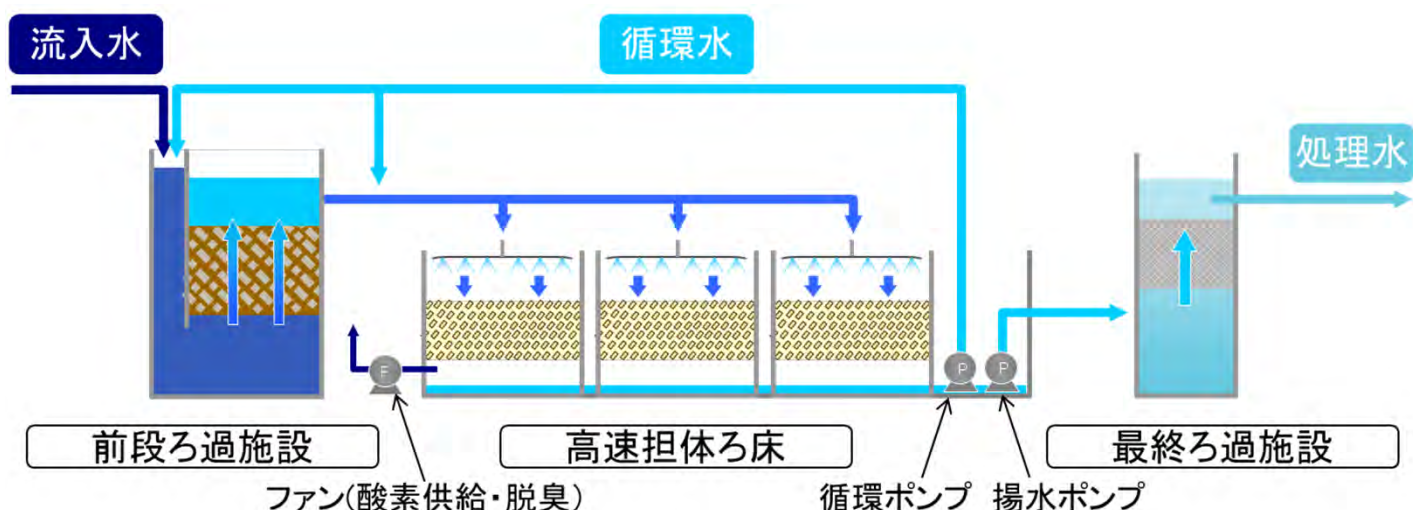 流入水
循環水
処理水
F
P
P
前段ろ過施設
高速担体ろ床
最終ろ過施設
ファン(酸素供給・脱臭)
循環ポンプ
揚水ポンプ